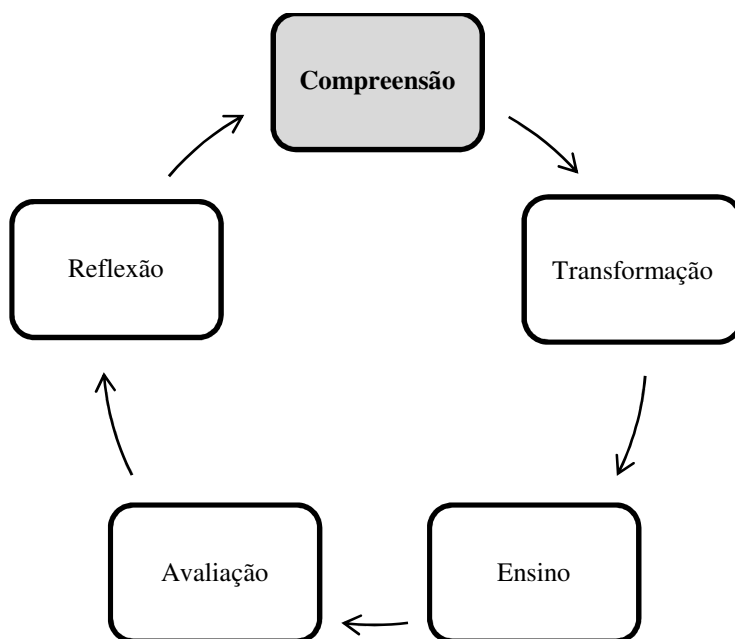 Compreensão
Transformação
Ensino
Avaliação
Reflexão